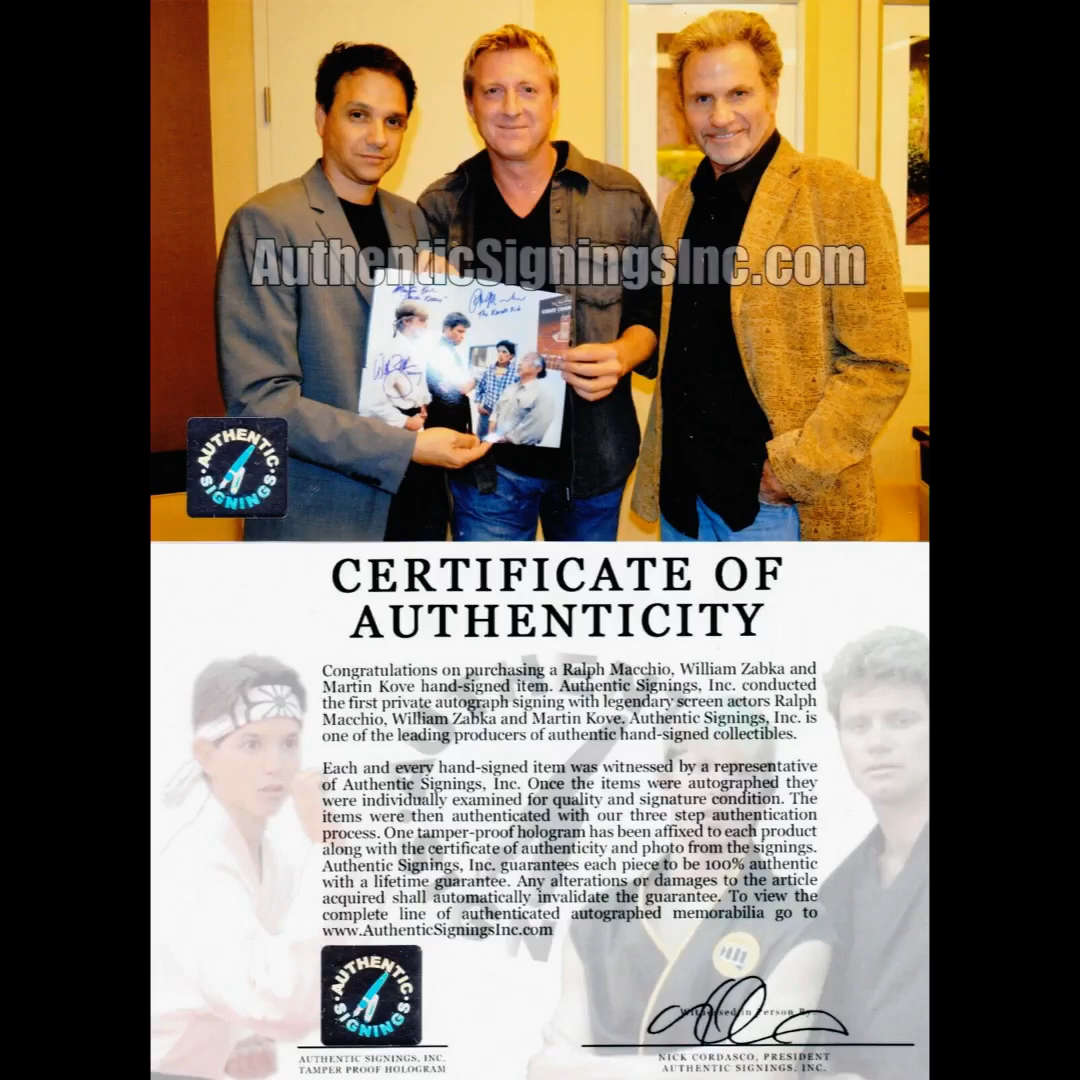 AuthenticSigningsInc.com
The Karate Kid
AUTHENTIC
SIGNINGS
CERTIFICATE OF
AUTHENTICITY
Congratulations on purchasing a Ralph Macchio, William Zabka and
Martin Kove hand-signed item. Authentic Signings, Inc. conducted
the first private autograph signing with legendary screen actors Ralph
Macchio, William Zabka and Martin Kove. Authentic Signings, Inc. is
one of the leading producers of authentic hand-signed collectibles.
Each and every hand-signed item was witnessed by a representative
of Authentic Signings, Inc. Once the items were autographed they
were individually examined for quality and signature condition. The
items were then authenticated with our three step authentication
process. One tamper-proof hologram has been affixed to each product
along with the certificate of authenticity and photo from the signings.
Authentic Signings, Inc. guarantees each piece to be 100% authentic
with a lifetime guarantee. Any alterations or damages to the article
acquired shall automatically invalidate the guarantee. To view the
complete line of authenticated autographed memorabilia go to
www.AuthenticSigningsInc.com
AUTHENTIC
SIGNINGS
Witnessed in Person By:
AUTHENTIC SIGNINGS, INC.
TAMPER PROOF HOLOGRAM
NICK CORDASCO, PRESIDENT
AUTHENTIC SIGNINGS, INC.